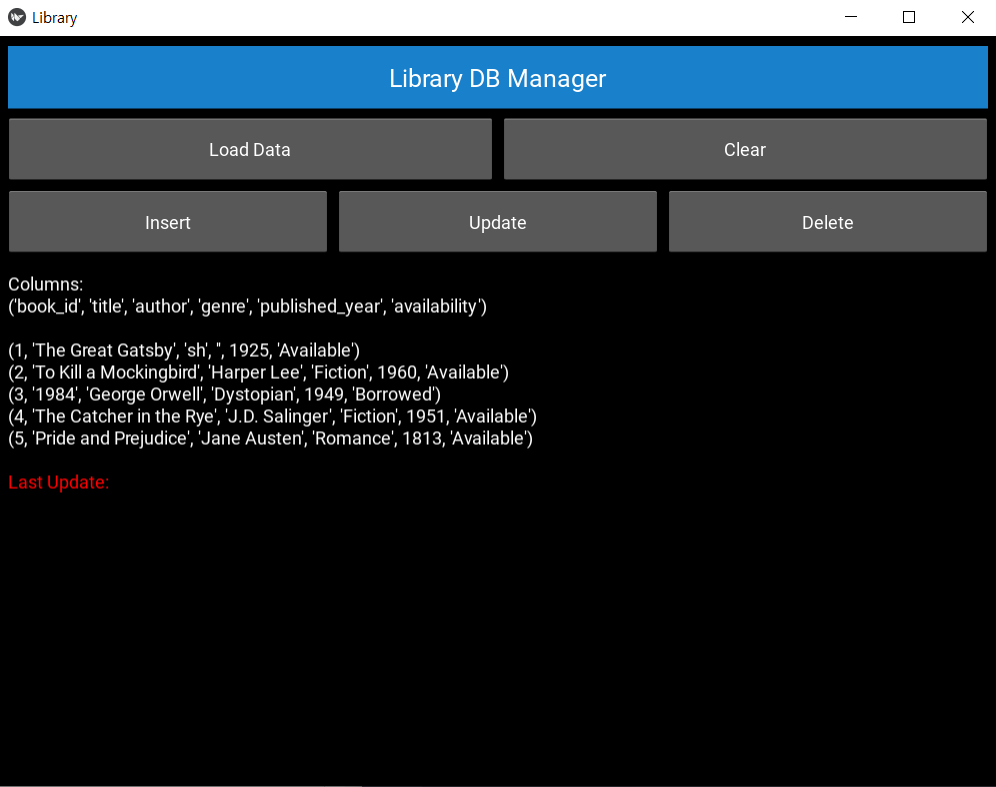 Library
Library DB Manager
Load Data
Clear
Insert
Update
Delete
Columns:
('book_id', 'title', 'author', 'genre', 'published_year', 'availability')
(1, 'The Great Gatsby', 'sh', '', 1925, 'Available')
(2, 'To Kill a Mockingbird', 'Harper Lee', 'Fiction', 1960, 'Available')
(3, '1984', 'George Orwell', 'Dystopian', 1949, 'Borrowed')
(4, 'The Catcher in the Rye', 'J.D. Salinger', 'Fiction', 1951, 'Available')
(5, 'Pride and Prejudice', 'Jane Austen', 'Romance', 1813, 'Available')
Last Update: